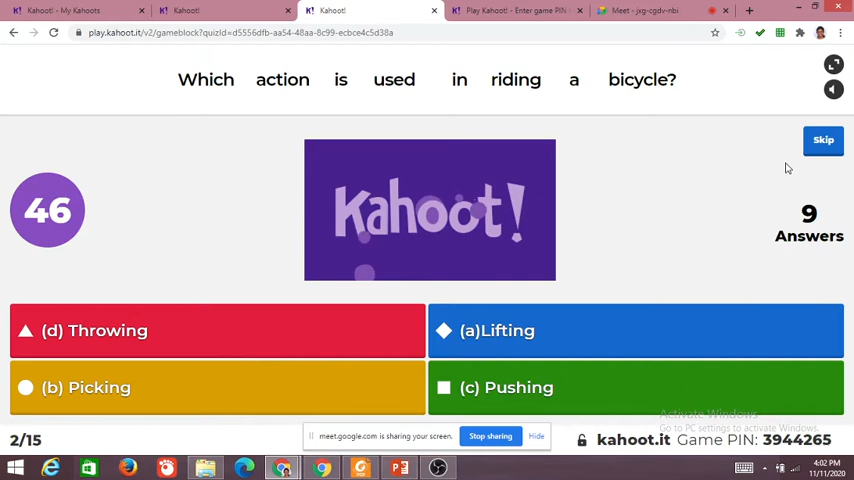 Kahoot! - My Kahoots
Kahoot!
Kahoot!
Play Kahoot! - Enter game PIN
Meet - jxg-cgdv-nbi
play.kahoot.it/v2/gameblock?quizId=d5556dfb-aa54-48aa-8c99-ecbce4c5d38a
Which action is used in riding a bicycle?
Skip
46
Kahoot!
9
Answers
(d) Throwing
(a)Lifting
(b) Picking
(c) Pushing
Activate Windows
Go to PC settings to activate Windows.
2/15
meet.google.com is sharing your screen.
Stop sharing
Hide
kahoot.it Game PIN: 3944265
4:02 PM
11/11/2020